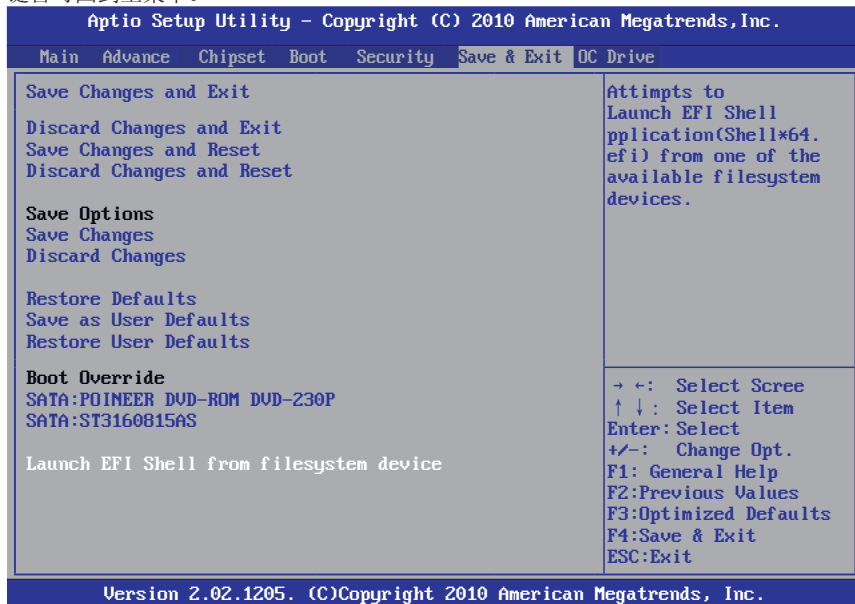 Aptio Setup Utility - Copyright (C) 2010 American Megatrends,Inc.
Main Advance Chipset Boot Security Save & Exit OC Drive
Save Changes and Exit
Discard Changes and Exit
Save Changes and Reset
Discard Changes and Reset
Save Options
Save Changes
Discard Changes
Restore Defaults
Save as User Defaults
Restore User Defaults
Boot Override
SATA:POINEER DVD-ROM DVD-230P
SATA:ST3160815AS
Launch EFI Shell from filesystem device
Attimpts to
Launch EFI Shell
pplication(Shell*64.
efi) from one of the
available filesystem
devices.
→ ←: Select Scree
↑ ↓: Select Item
Enter:Select
+/-: Change Opt.
F1: General Help
F2:Previous Values
F3:Optimized Defaults
F4:Save & Exit
ESC:Exit
Version 2.02.1205. (C)Copyright 2010 American Megatrends, Inc.